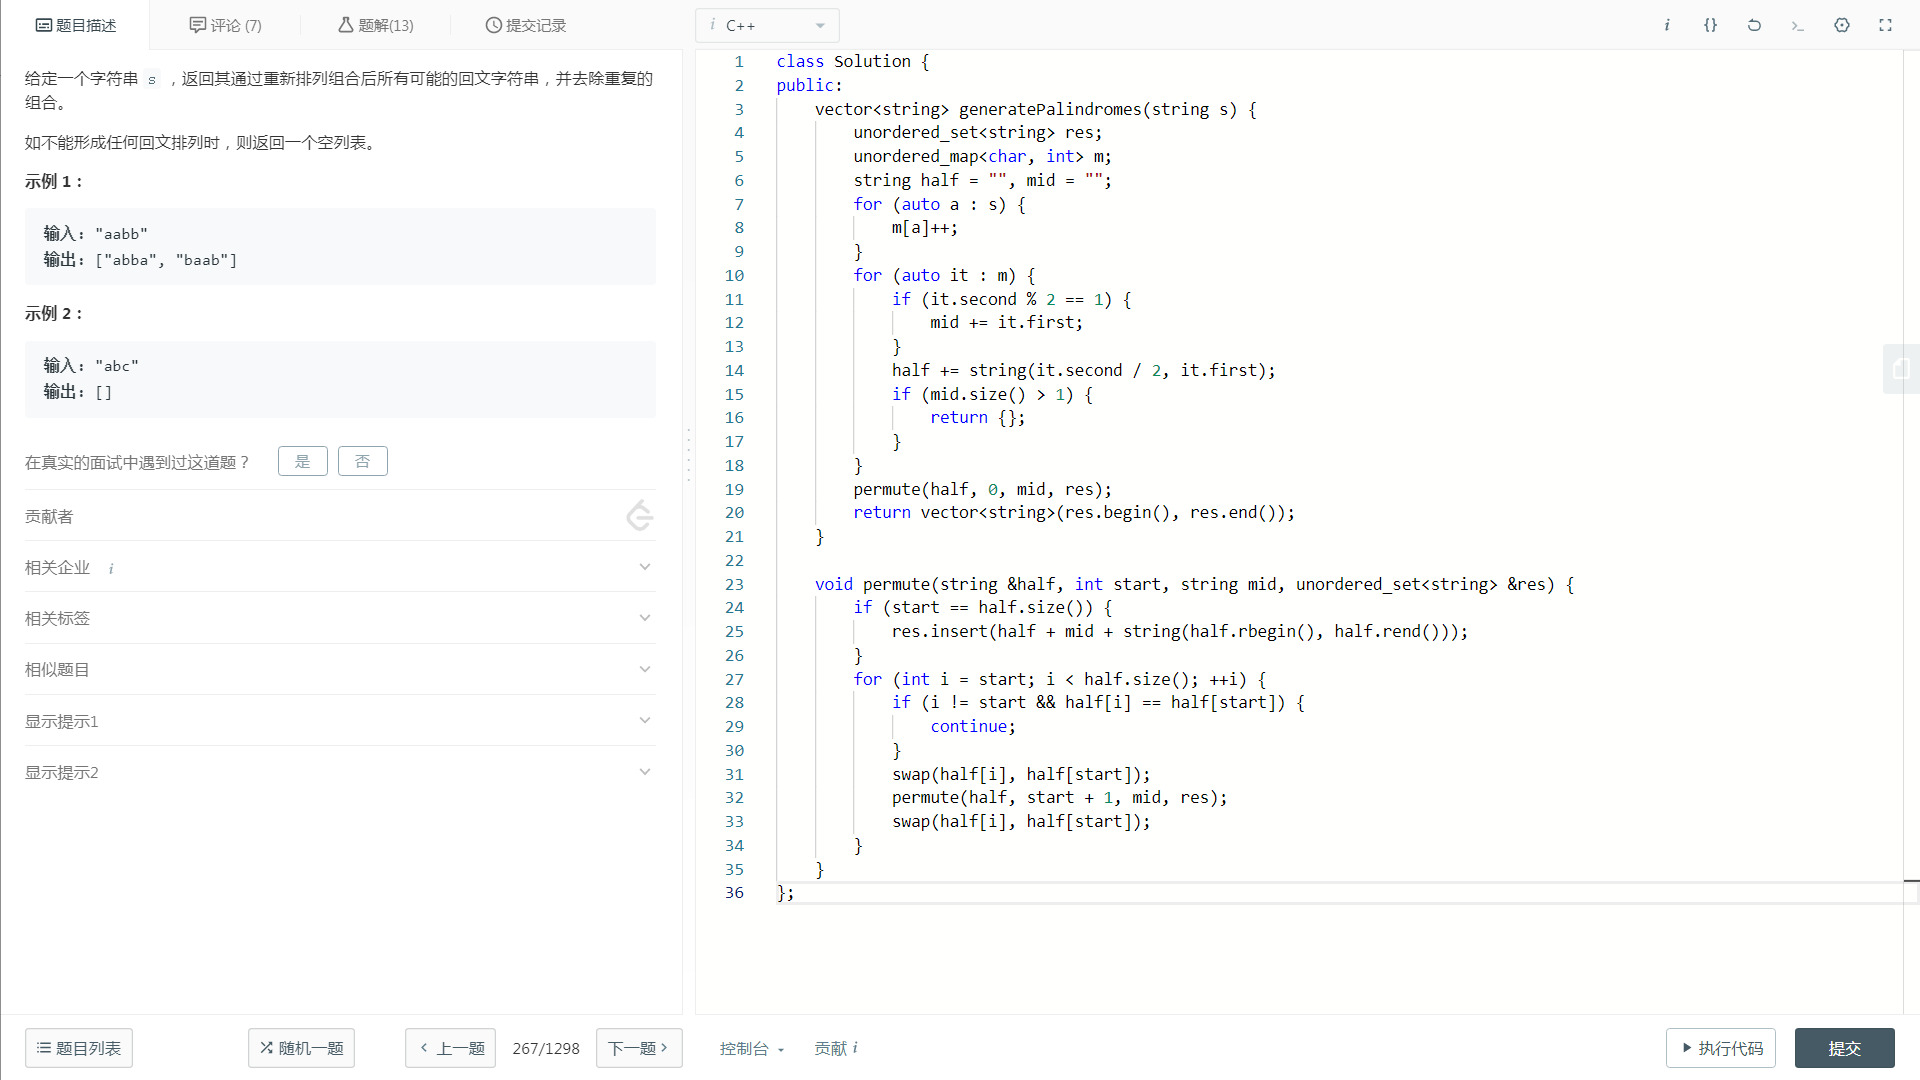 题目描述
评论 (7)
题解(13)
提交记录
i C++
i {} >_
给定一个字符串 s ，返回其通过重新排列组合后所有可能的回文字符串，并去除重复的
组合。
如不能形成任何回文排列时，则返回一个空列表。
示例 1：
输入: "aabb"
输出: ["abba", "baab"]
示例 2：
输入: "abc"
输出: []
在真实的面试中遇到过这道题？ 是 否
贡献者
相关企业 i
相关标签
相似题目
显示提示1
显示提示2
1 class Solution {
2 public:
3     vector<string> generatePalindromes(string s) {
4         unordered_set<string> res;
5         unordered_map<char, int> m;
6         string half = "", mid = "";
7         for (auto a : s) {
8             m[a]++;
9         }
10         for (auto it : m) {
11             if (it.second % 2 == 1) {
12                 mid += it.first;
13             }
14             half += string(it.second / 2, it.first);
15             if (mid.size() > 1) {
16                 return {};
17             }
18         }
19         permute(half, 0, mid, res);
20         return vector<string>(res.begin(), res.end());
21     }
22
23     void permute(string &half, int start, string mid, unordered_set<string> &res) {
24         if (start == half.size()) {
25             res.insert(half + mid + string(half.rbegin(), half.rend()));
26         }
27         for (int i = start; i < half.size(); ++i) {
28             if (i != start && half[i] == half[start]) {
29                 continue;
30             }
31             swap(half[i], half[start]);
32             permute(half, start + 1, mid, res);
33             swap(half[i], half[start]);
34         }
35     }
36 };
题目列表
随机一题
上一题
267/1298
下一题
控制台
贡献 i
执行代码
提交